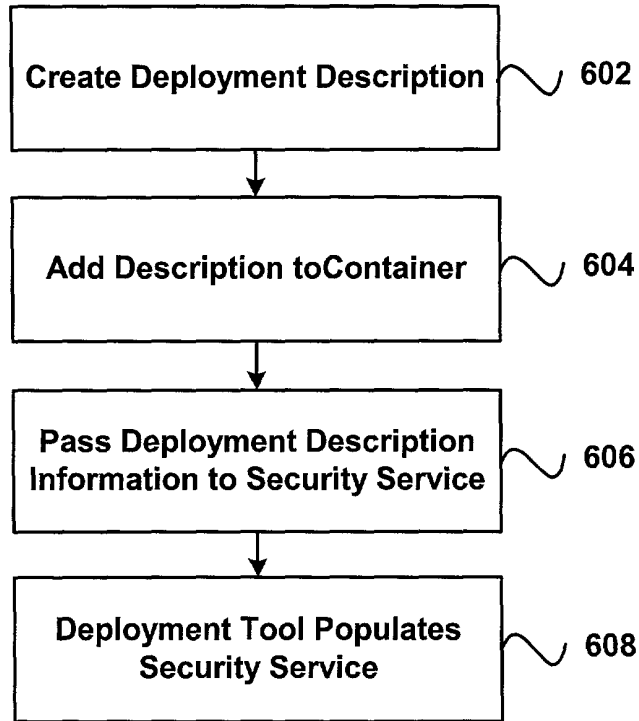 Create Deployment Description
602
Add Description toContainer
604
Pass Deployment Description
Information to Security Service
606
Deployment Tool Populates
Security Service
608